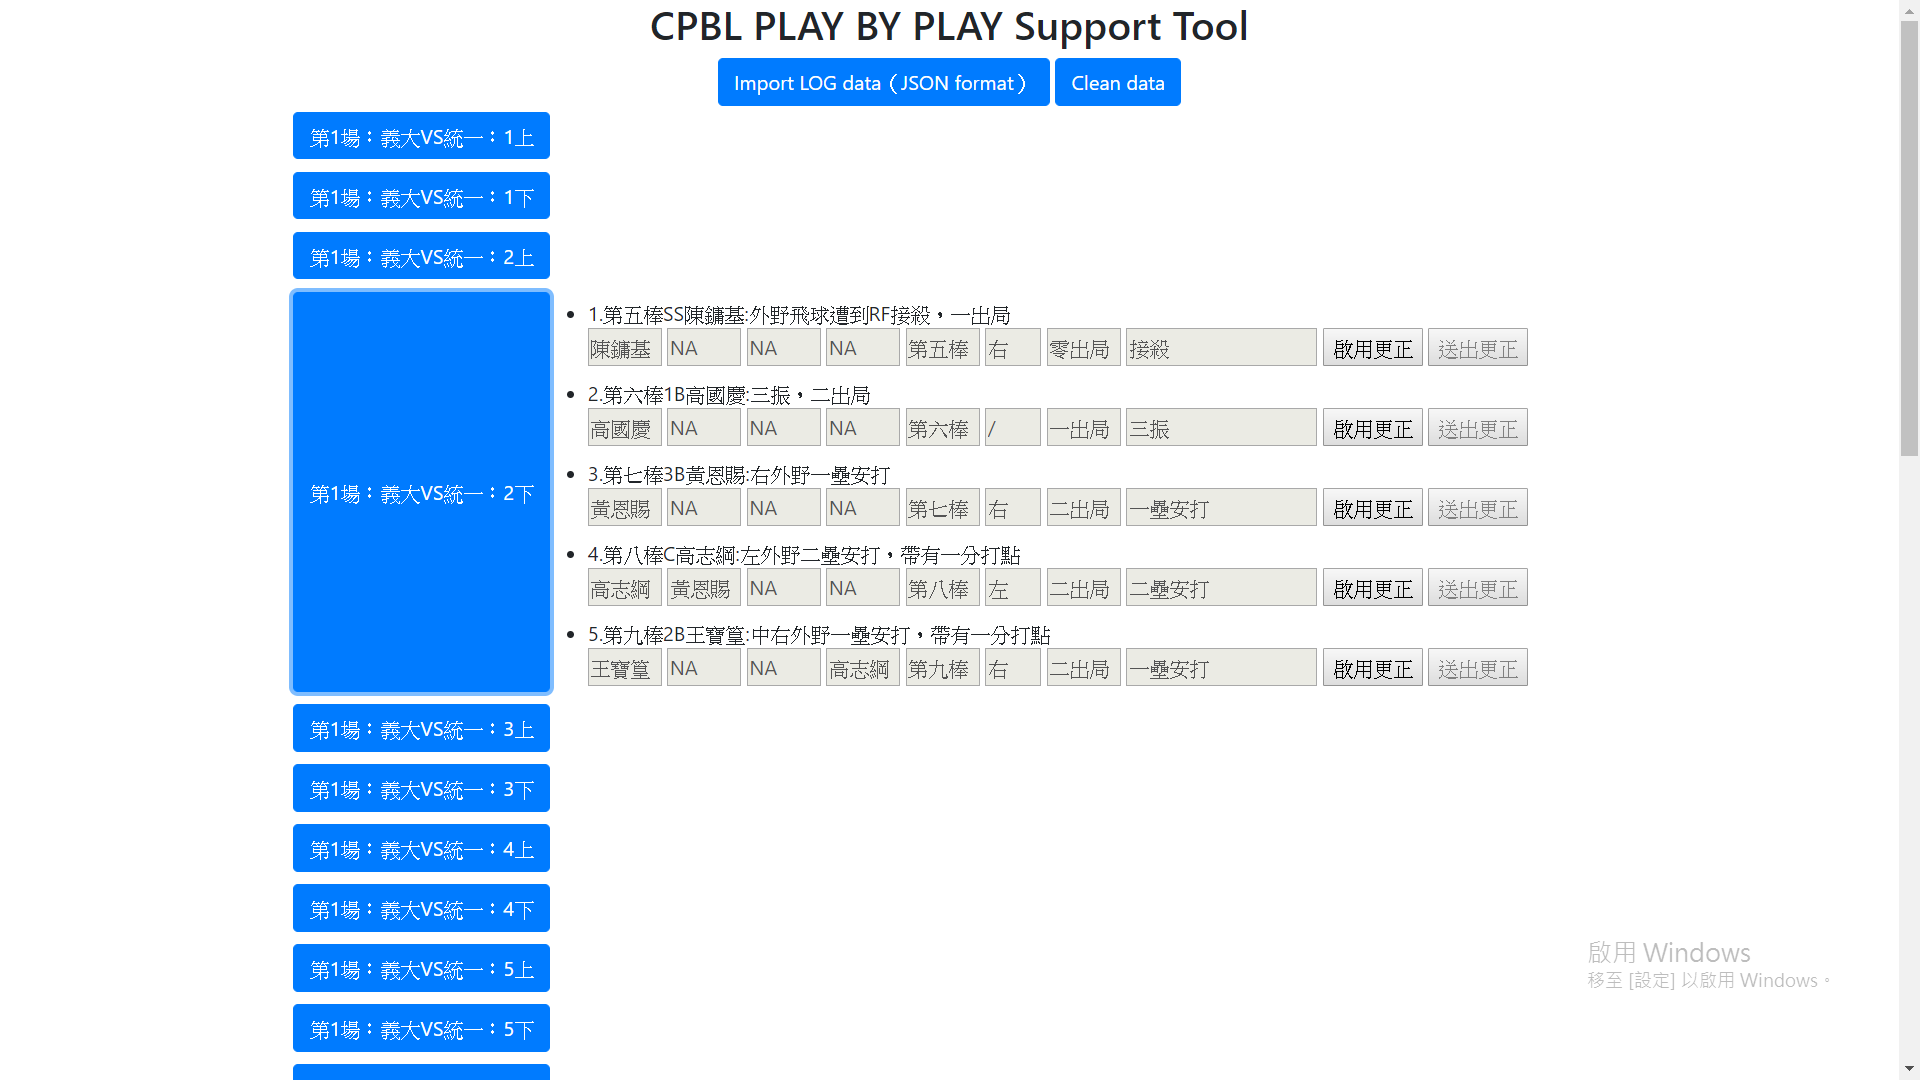 CPBL PLAY BY PLAY Support Tool
Import LOG data（JSON format） Clean data
第1場：義大VS統一：1上
第1場：義大VS統一：1下
第1場：義大VS統一：2上
第1場：義大VS統一：2下
1.第五棒SS陳鏞基:外野飛球遭到RF接殺，一出局
陳鏞基 NA NA NA 第五棒 右 零出局 接殺 啟用更正 送出更正
2.第六棒1B高國慶:三振，二出局
高國慶 NA NA NA 第六棒 / 一出局 三振 啟用更正 送出更正
3.第七棒3B黃恩賜:右外野一壘安打
黃恩賜 NA NA NA 第七棒 右 二出局 一壘安打 啟用更正 送出更正
4.第八棒C高志綱:左外野二壘安打，帶有一分打點
高志綱 黃恩賜 NA NA 第八棒 左 二出局 二壘安打 啟用更正 送出更正
5.第九棒2B王寶篁:中右外野一壘安打，帶有一分打點
王寶篁 NA NA 高志綱 第九棒 右 二出局 一壘安打 啟用更正 送出更正
第1場：義大VS統一：3上
第1場：義大VS統一：3下
第1場：義大VS統一：4上
第1場：義大VS統一：4下
第1場：義大VS統一：5上
第1場：義大VS統一：5下
啟用 Windows
移至 [設定] 以啟用 Windows。